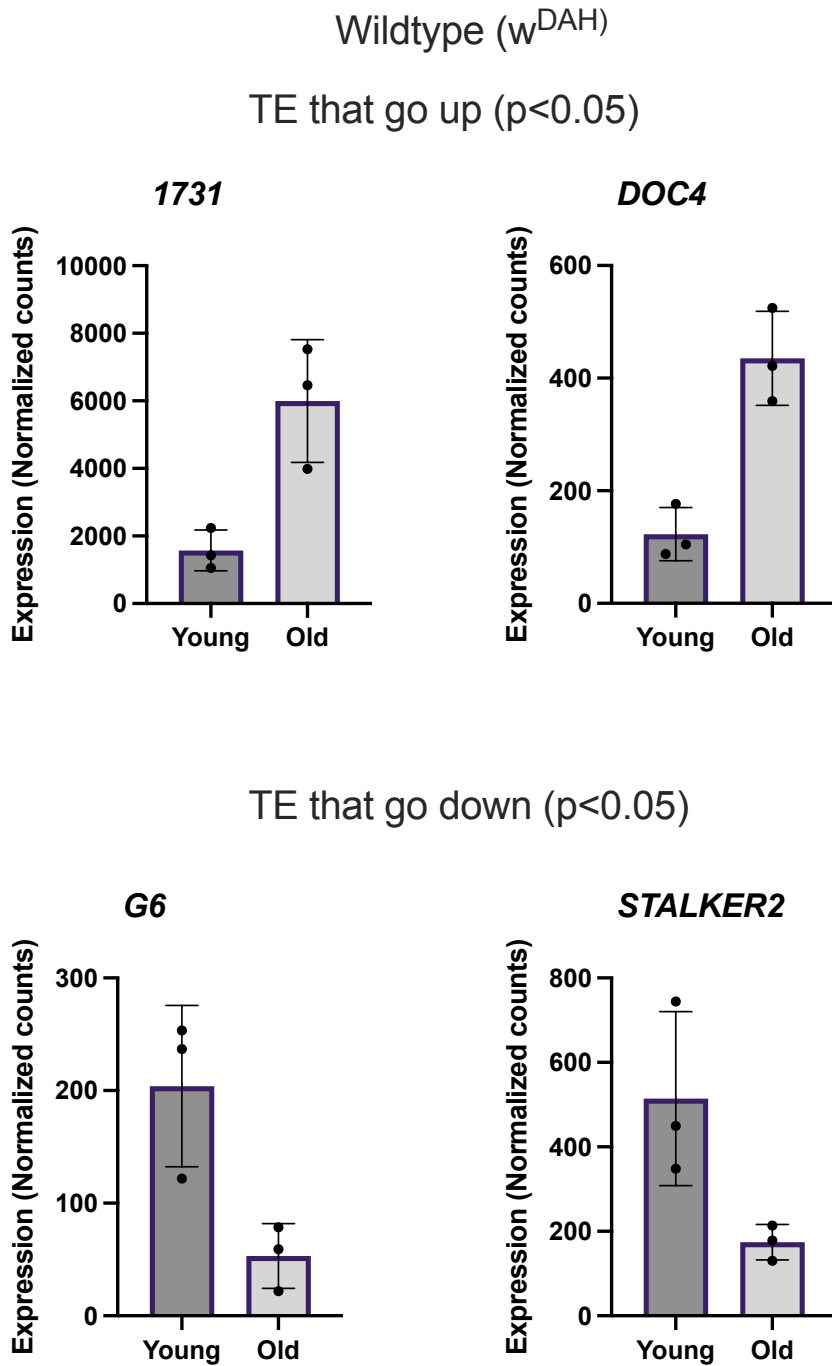 Wildtype (wDAH)
TE that go up (p<0.05)
1731
Expression (Normalized counts)
10000
8000
6000
4000
2000
0
Young Old
DOC4
Expression (Normalized counts)
600
400
200
0
Young Old
TE that go down (p<0.05)
G6
Expression (Normalized counts)
300
200
100
0
Young Old
STALKER2
Expression (Normalized counts)
800
600
400
200
0
Young Old